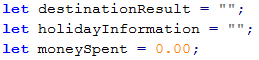 let destinationResult = "";
let holidayInformation = "";
let moneySpent = 0.00;